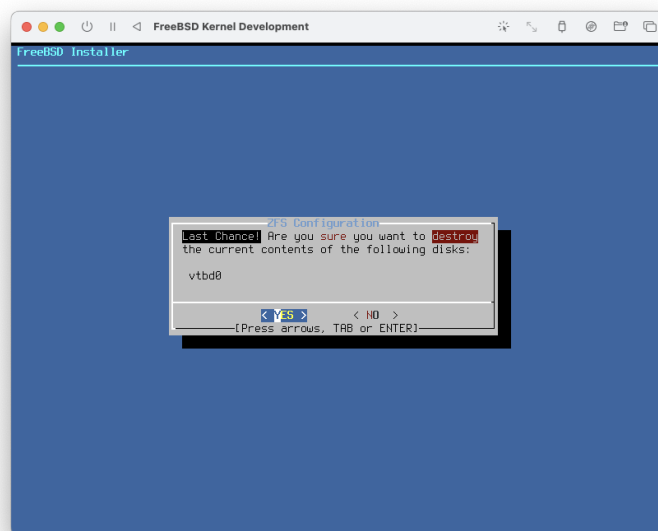 FreeBSD Kernel Development
FreeBSD Installer
ZFS Configuration
Last Chance! Are you sure you want to destroy
the current contents of the following disks:
vtbd0
< YES > < NO >
[Press arrows, TAB or ENTER]